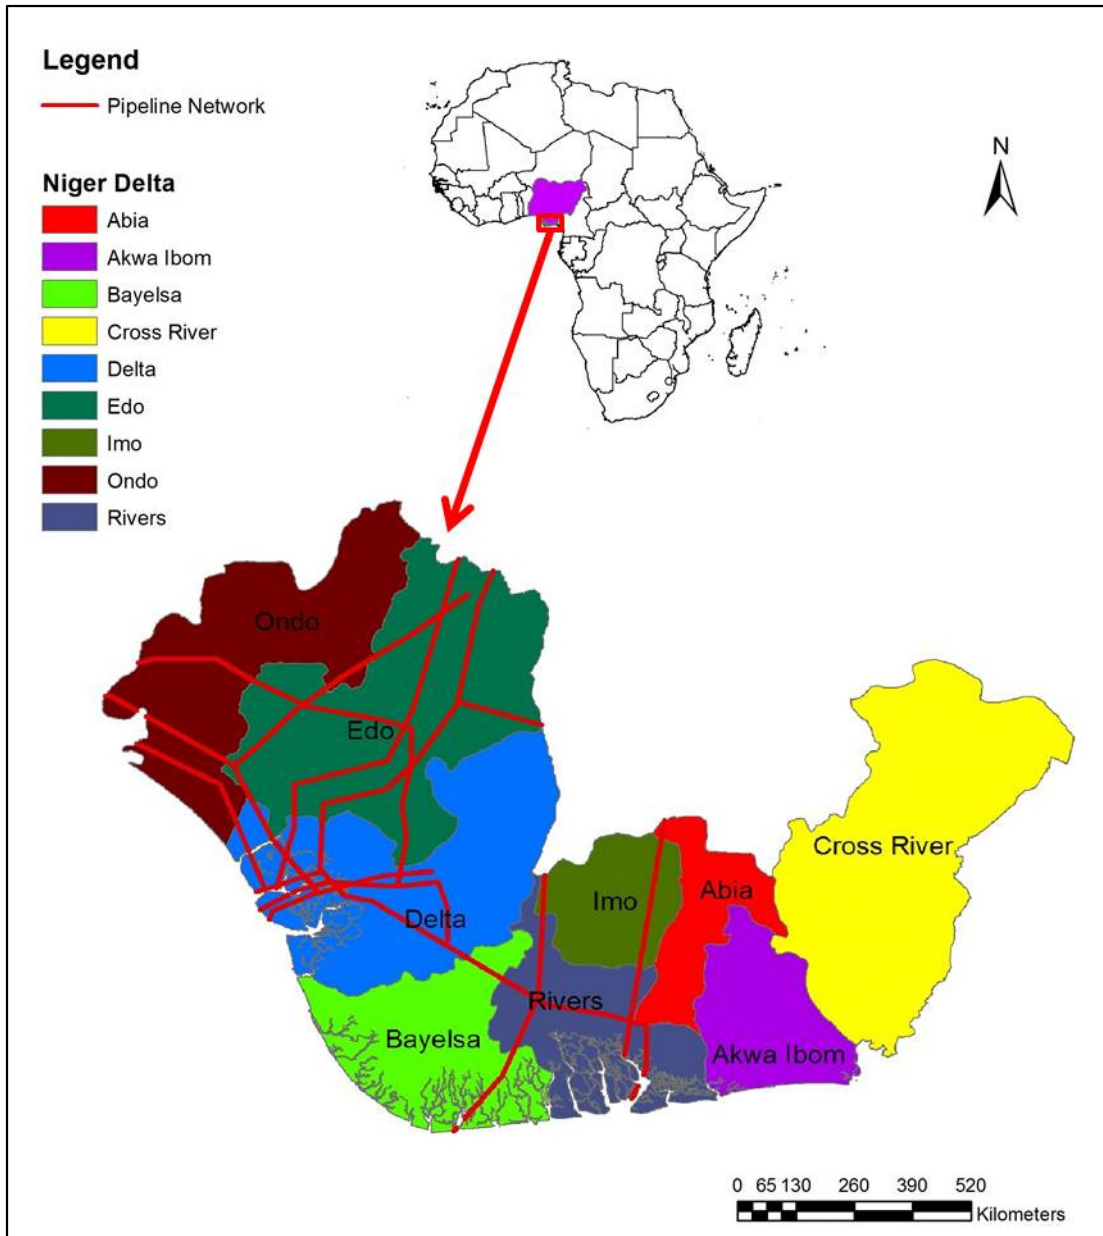 Legend
Pipeline Network
N
Niger Delta
Abia
Akwa Ibom
Bayelsa
Cross River
Delta
Edo
Imo
Ondo
Rivers
Ondo
Edo
Cross River
Abia
Imo
Delta
Rivers
Bayelsa
Akwa Ibom
0 65 130 260 390 520
Kilometers